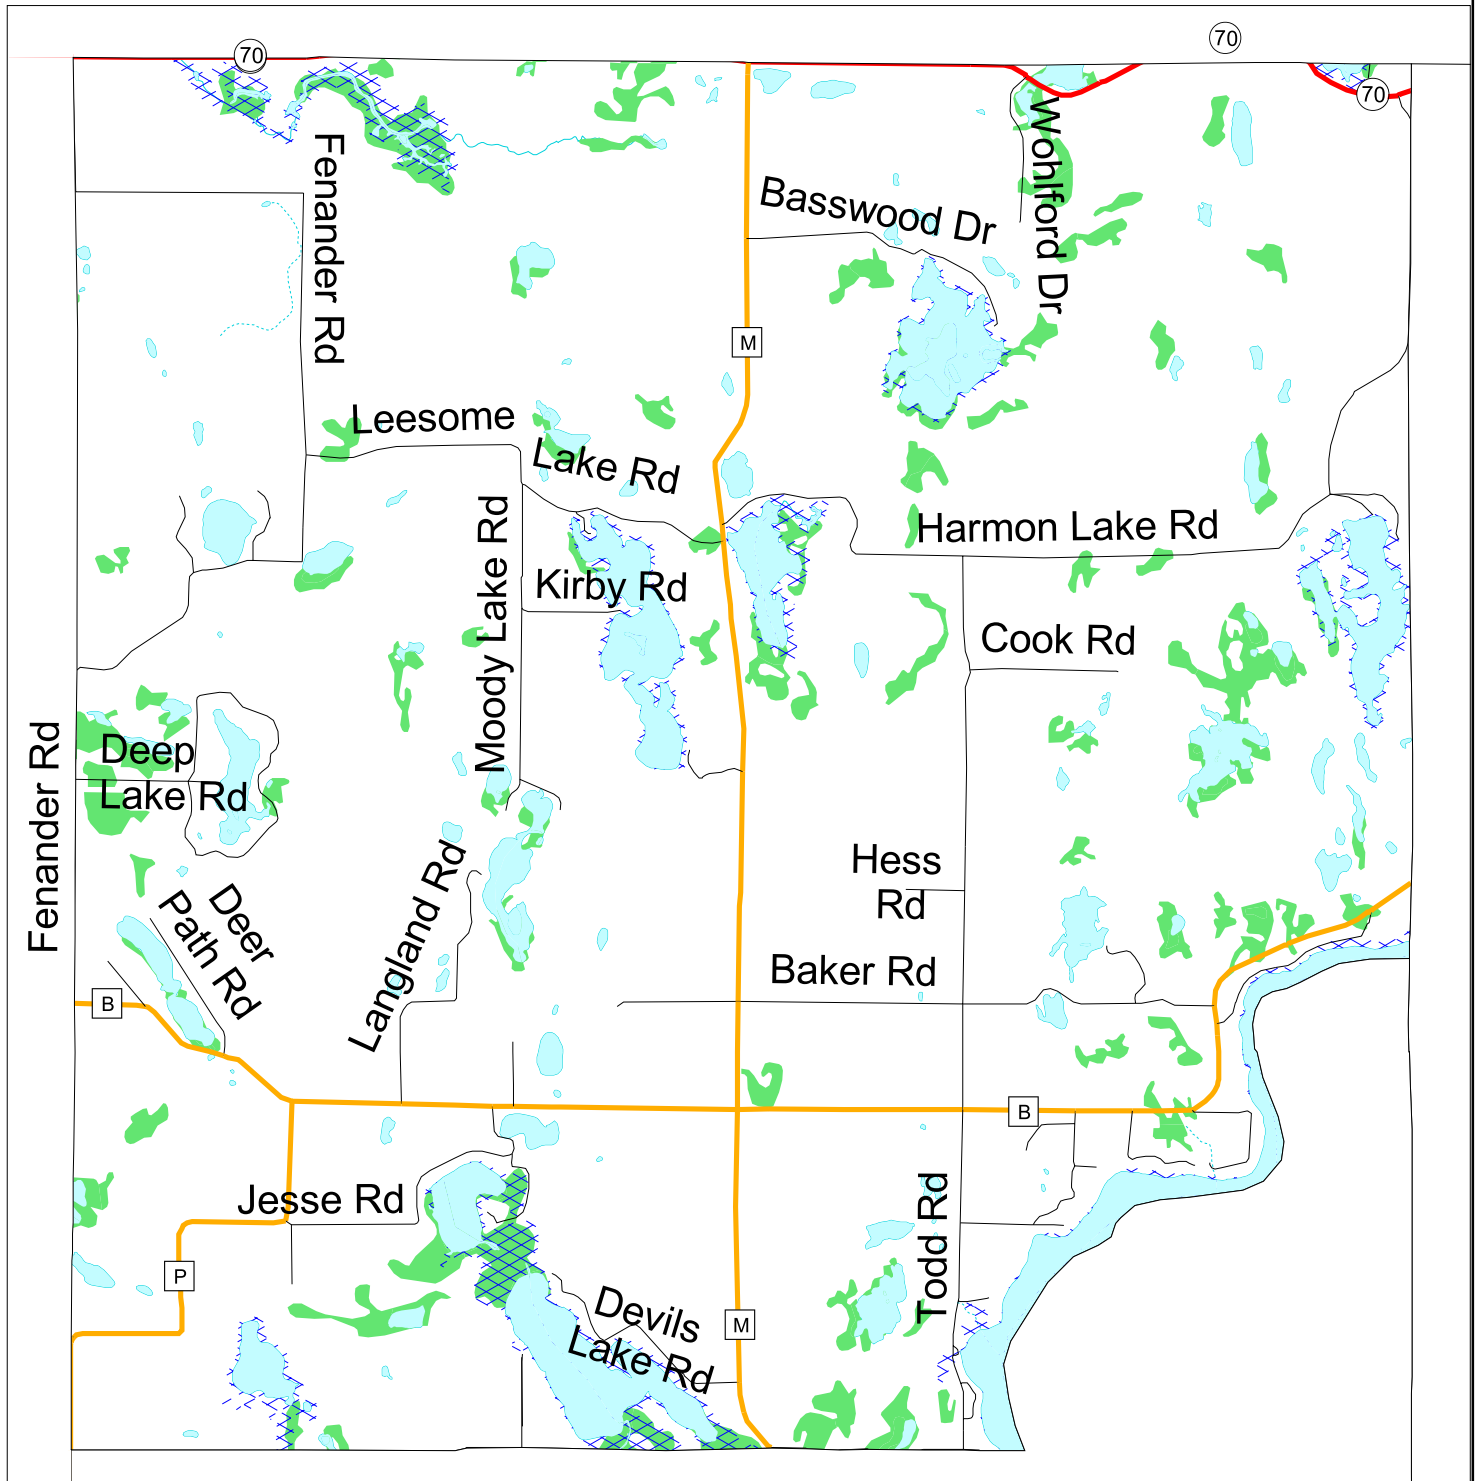 70
70
70
Fenander Rd
Wohlford Dr
Basswood Dr
M
Leesome
Lake Rd
Harmon Lake Rd
Moody Lake Rd
Kirby Rd
Cook Rd
Fenander Rd
Deep
Lake Rd
Hess
Rd
Langland Rd
Deer
Path Rd
Baker Rd
B
B
Jesse Rd
Todd Rd
P
Devils
Lake Rd
M